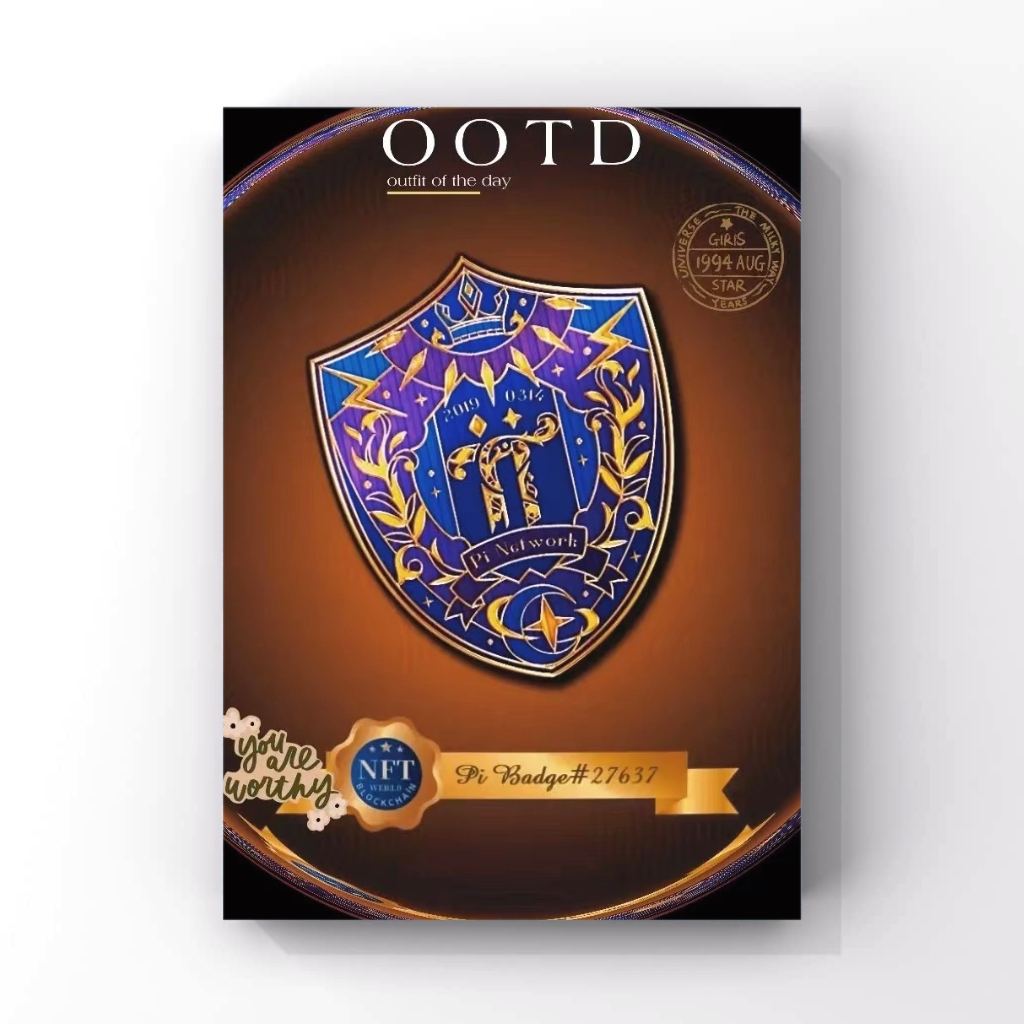 OOTD
outfit of the day
UNIVERSE THE MILKY WAY
GIRIS
1994 AUG
STAR
YEARS
2019 0314
Pi Network
you are
worthy
NFT
WEB3.0
BLOCKCHAIN
Pi Badge#27637